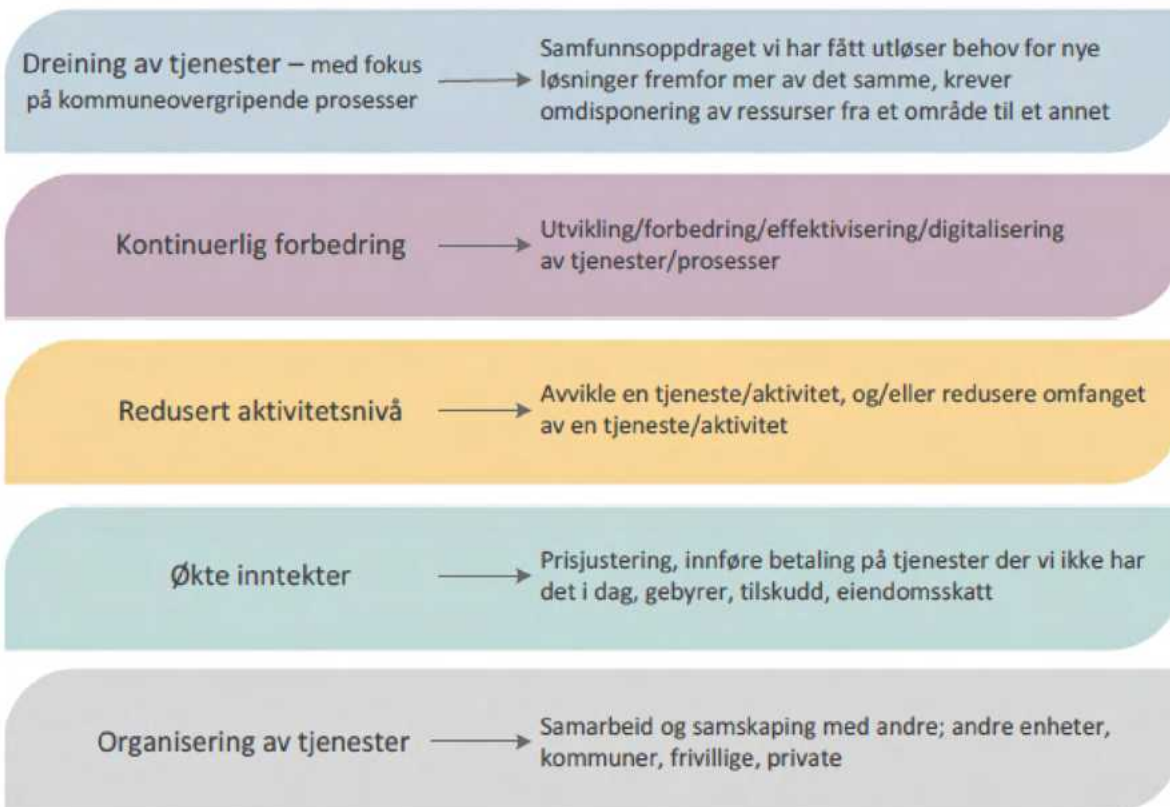 Dreining av tjenester – med fokus
på kommuneovergripende prosesser
Samfunnsoppdraget vi har fått utløser behov for nye
løsninger fremfor mer av det samme, krever
omdisponering av ressurser fra et område til et annet
Kontinuerlig forbedring
Utvikling/forbedring/effektivisering/digitalisering
av tjenester/prosesser
Redusert aktivitetsnivå
Avvikle en tjeneste/aktivitet, og/eller redusere omfanget
av en tjeneste/aktivitet
Økte inntekter
Prisjustering, innføre betaling på tjenester der vi ikke har
det i dag, gebyrer, tilskudd, eiendomsskatt
Organisering av tjenester
Samarbeid og samskaping med andre; andre enheter,
kommuner, frivillige, private